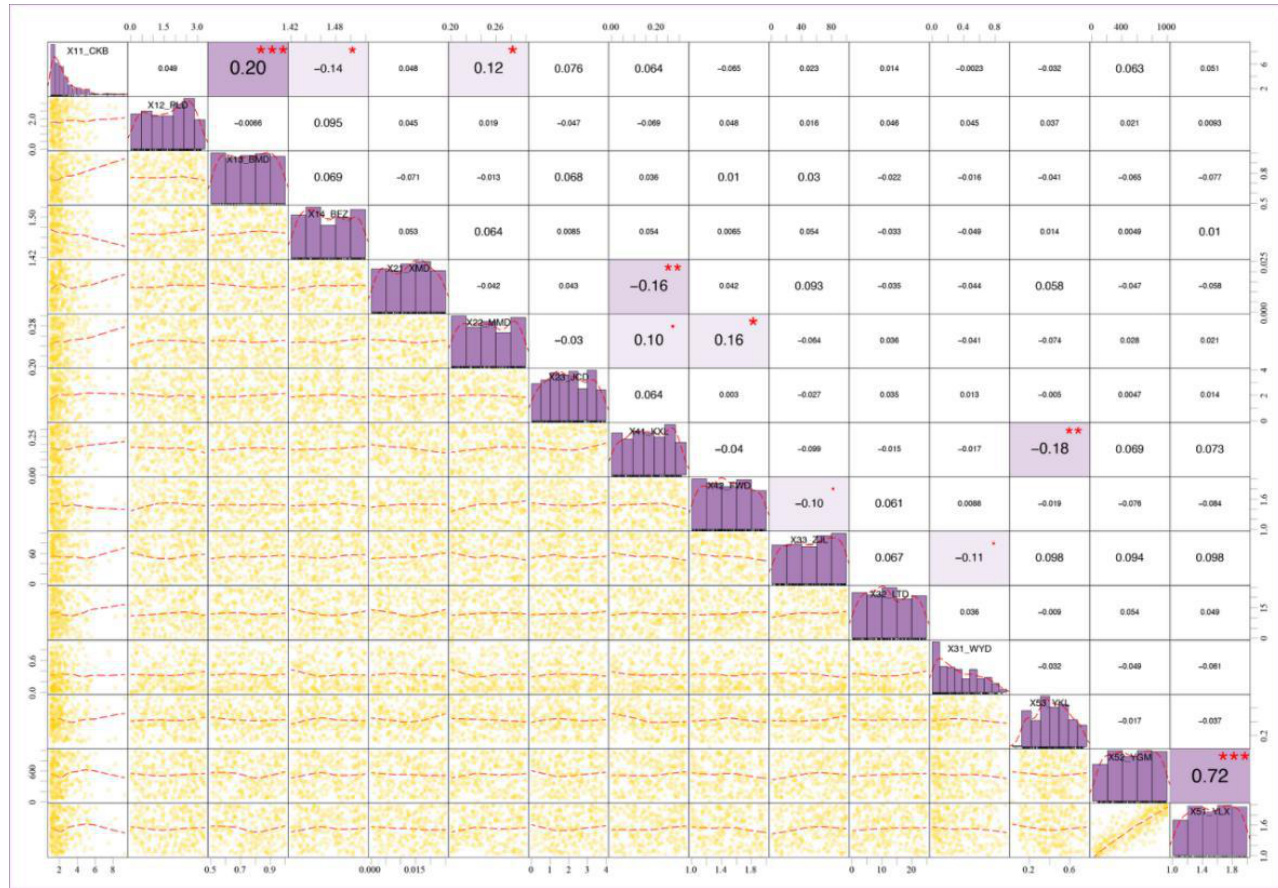 0.0 1.5 3.0 1.42 1.48 0.20 0.26 0.00 0.20 0 40 80 0.0 0.4 0.8 0 400 1000
X11_CKB 0.049 0.20 *** -0.14 * 0.048 0.12 * 0.076 0.064 -0.065 0.023 0.014 -0.0023 -0.032 0.063 0.051 2 6
0.0 2.0 X12_PLD -0.0066 0.095 0.045 0.019 -0.047 -0.069 0.048 0.016 0.046 0.045 0.037 0.021 0.0093
X13_BMD 0.069 -0.071 -0.013 0.068 0.036 0.01 0.03 -0.022 -0.016 -0.041 -0.065 -0.077 0.5 0.8
1.42 1.50 X14_BFZ 0.053 0.064 0.0085 0.054 0.0065 0.054 -0.033 -0.049 0.014 0.0049 0.01
X21_XMD -0.042 0.043 -0.16 ** 0.042 0.093 -0.035 -0.044 0.058 -0.047 -0.058 0.000 0.025
0.20 0.28 X22_MMD -0.03 0.10 . 0.16 * -0.064 0.036 -0.041 -0.074 0.028 0.021
X23_JCD 0.064 0.003 -0.027 0.035 0.013 -0.005 0.0047 0.014 0 2 4
0.00 0.25 X41_KXL -0.04 -0.099 -0.015 -0.017 -0.18 ** 0.069 0.073
X42_FWD -0.10 . 0.061 0.0088 -0.019 -0.076 -0.084 1.0 1.6
0 60 X33_ZJL 0.067 -0.11 . 0.098 0.094 0.098
X32_LTD 0.036 -0.009 0.054 0.049 0 15
0.0 0.6 X31_WYD -0.032 -0.049 -0.061
X53_YKL -0.017 -0.037 0.2
0 600 X52_YGM 0.72 ***
X51_YLX 1.0 1.6
2 4 6 8 0.5 0.7 0.9 0.000 0.015 0 1 2 3 4 1.0 1.4 1.8 0 10 20 0.2 0.6 1.0 1.4 1.8